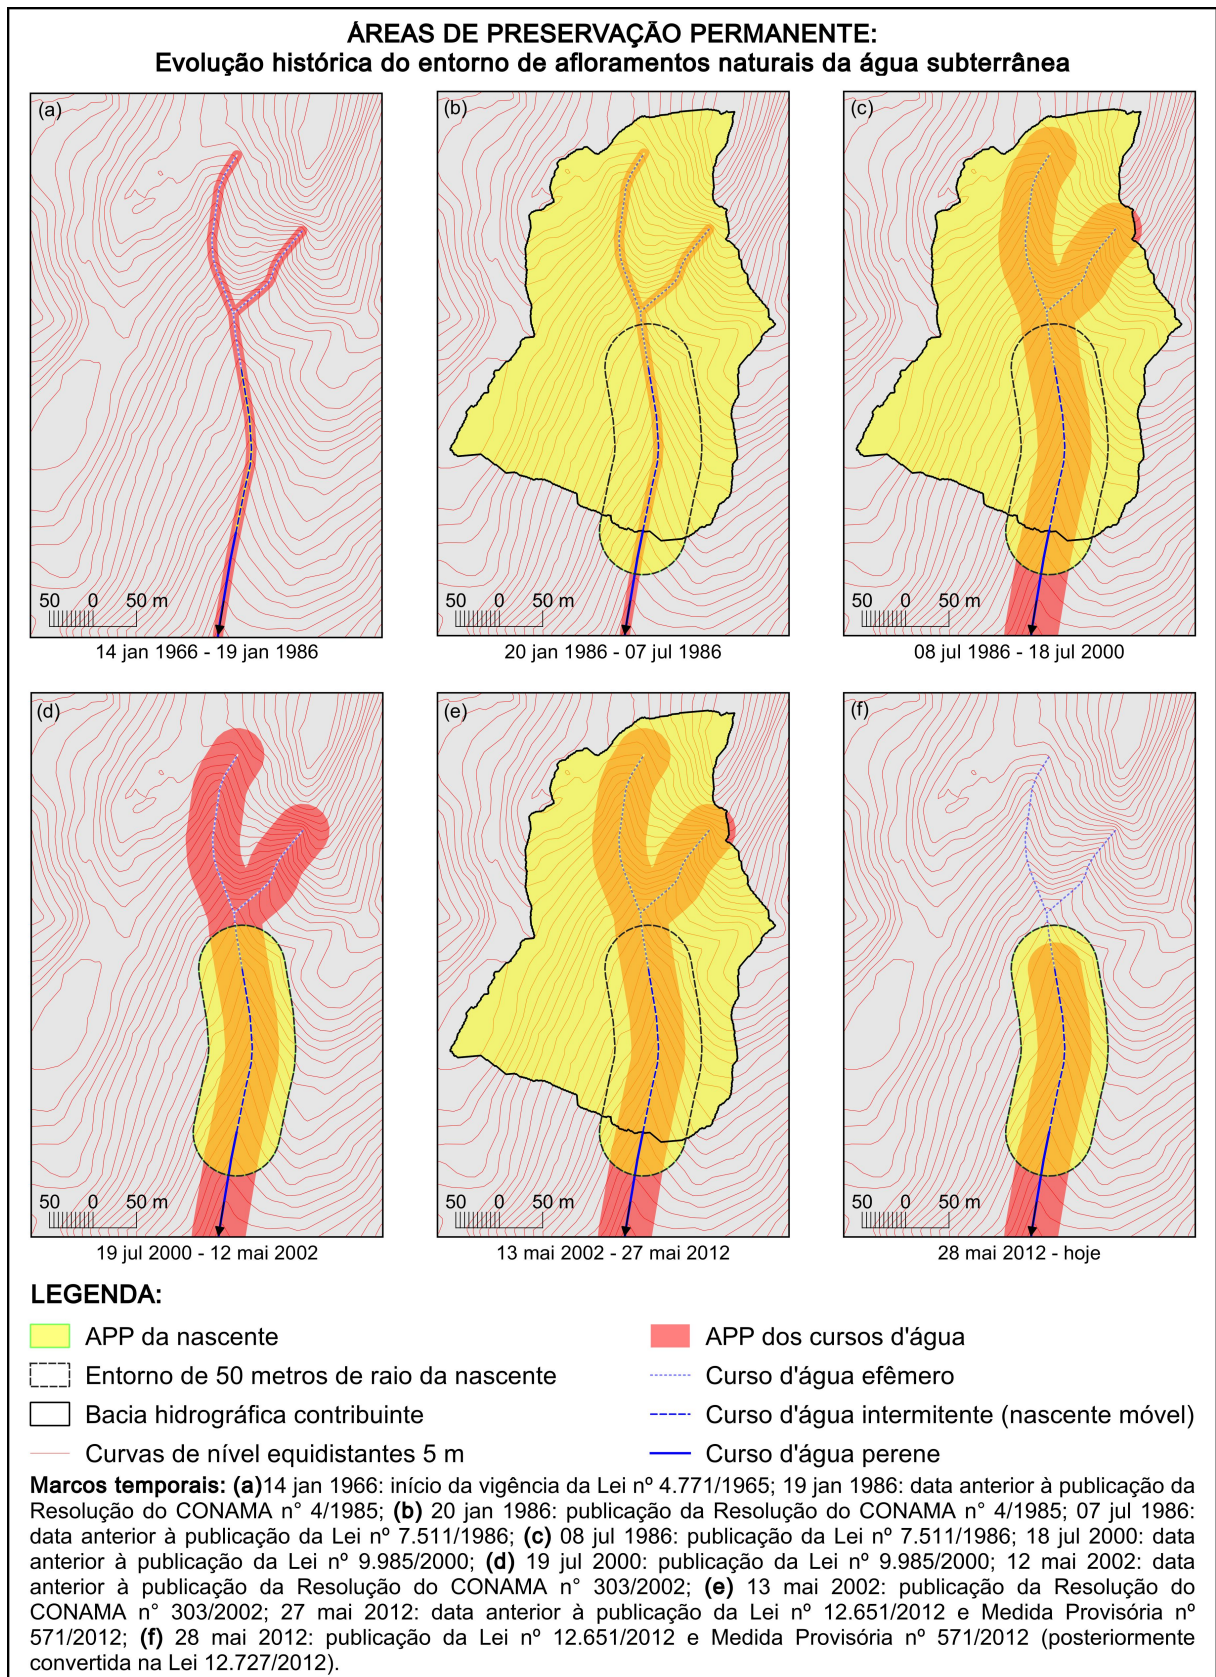 ÁREAS DE PRESERVAÇÃO PERMANENTE:
Evolução histórica do entorno de afloramentos naturais da água subterrânea
(a)
50 0 50 m
14 jan 1966 - 19 jan 1986
(b)
50 0 50 m
20 jan 1986 - 07 jul 1986
(c)
50 0 50 m
08 jul 1986 - 18 jul 2000
(d)
50 0 50 m
19 jul 2000 - 12 mai 2002
(e)
50 0 50 m
13 mai 2002 - 27 mai 2012
(f)
50 0 50 m
28 mai 2012 - hoje
LEGENDA:
APP da nascente
Entorno de 50 metros de raio da nascente
Bacia hidrográfica contribuinte
Curvas de nível equidistantes 5 m
APP dos cursos d'água
Curso d'água efêmero
Curso d'água intermitente (nascente móvel)
Curso d'água perene
Marcos temporais: (a)14 jan 1966: início da vigência da Lei nº 4.771/1965; 19 jan 1986: data anterior à publicação da
Resolução do CONAMA n° 4/1985; (b) 20 jan 1986: publicação da Resolução do CONAMA n° 4/1985; 07 jul 1986:
data anterior à publicação da Lei nº 7.511/1986; (c) 08 jul 1986: publicação da Lei nº 7.511/1986; 18 jul 2000: data
anterior à publicação da Lei nº 9.985/2000; (d) 19 jul 2000: publicação da Lei nº 9.985/2000; 12 mai 2002: data
anterior à publicação da Resolução do CONAMA n° 303/2002; (e) 13 mai 2002: publicação da Resolução do
CONAMA n° 303/2002; 27 mai 2012: data anterior à publicação da Lei nº 12.651/2012 e Medida Provisória nº
571/2012; (f) 28 mai 2012: publicação da Lei nº 12.651/2012 e Medida Provisória nº 571/2012 (posteriormente
convertida na Lei 12.727/2012).